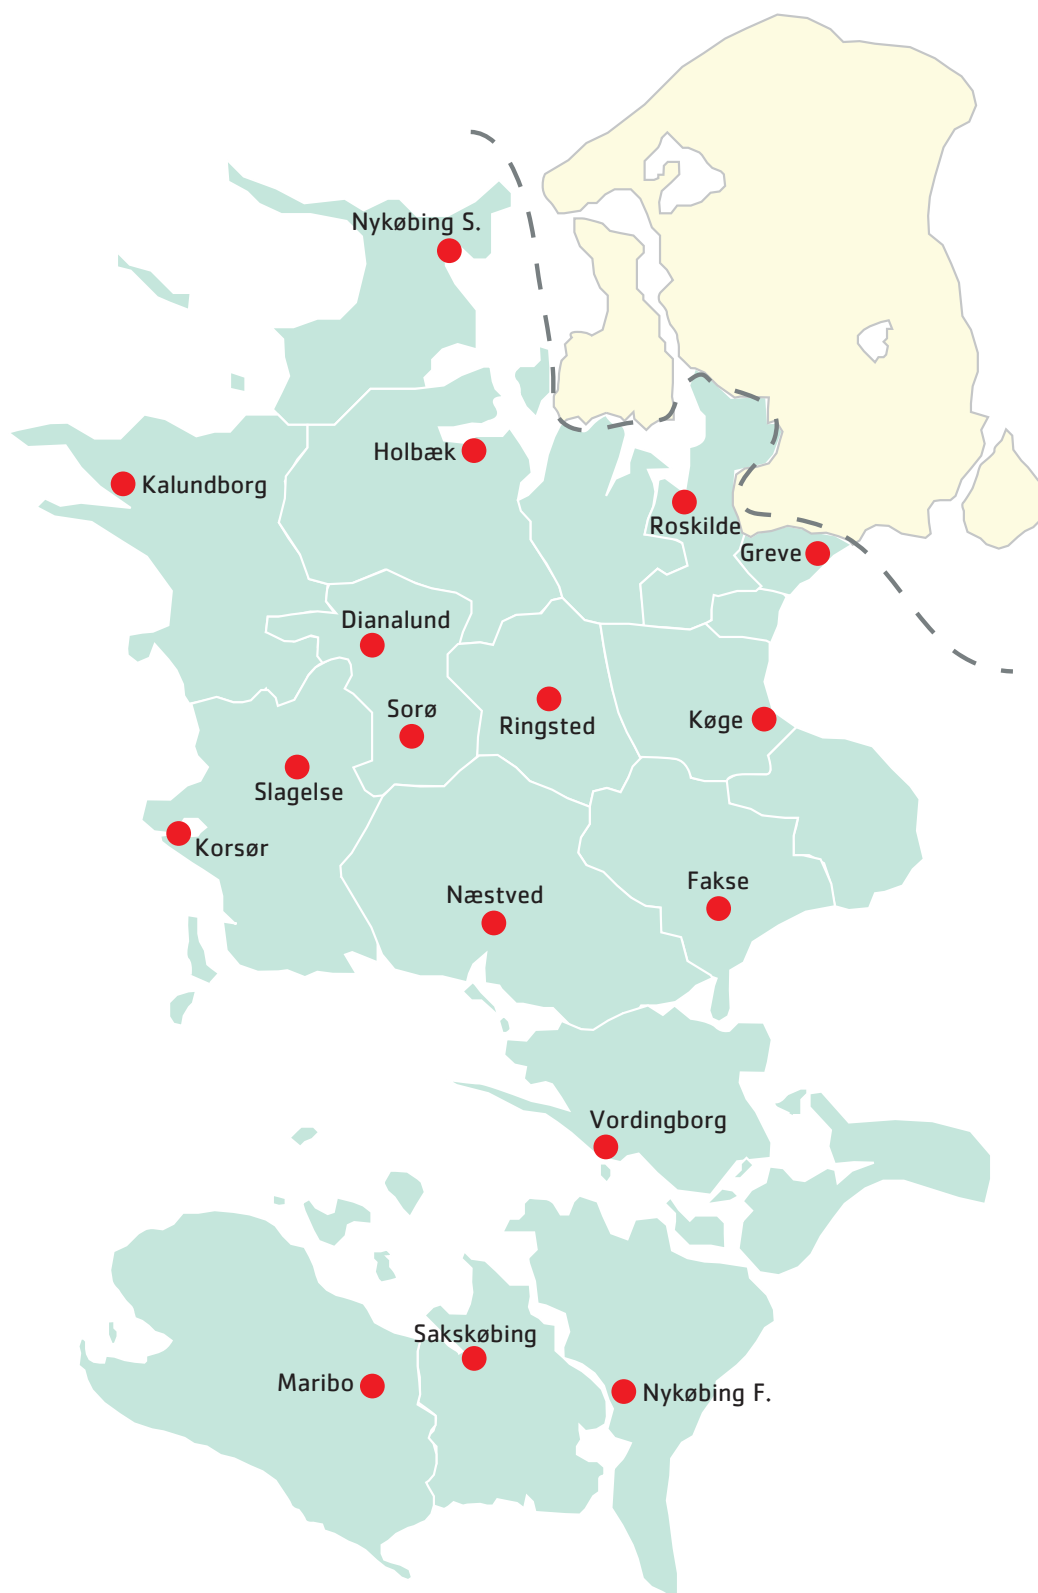 Nykøbing S.
Holbæk
Kalundborg
Roskilde
Greve
Dianalund
Sorø
Ringsted
Køge
Slagelse
Korsør
Fakse
Næstved
Vordingborg
Sakskøbing
Maribo
Nykøbing F.